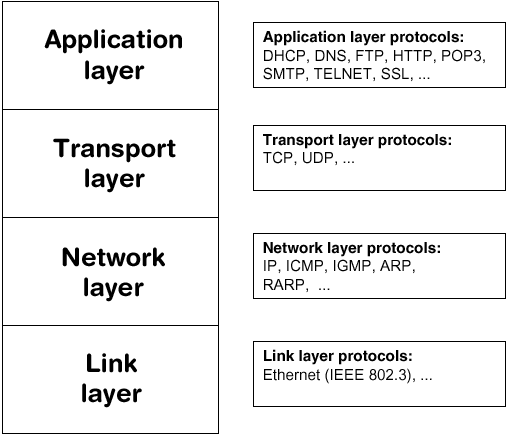 Application
layer
Application layer protocols:
DHCP, DNS, FTP, HTTP, POP3,
SMTP, TELNET, SSL, ...
Transport
layer
Transport layer protocols:
TCP, UDP, ...
Network
layer
Network layer protocols:
IP, ICMP, IGMP, ARP,
RARP,  ...
Link
layer
Link layer protocols:
Ethernet (IEEE 802.3), ...